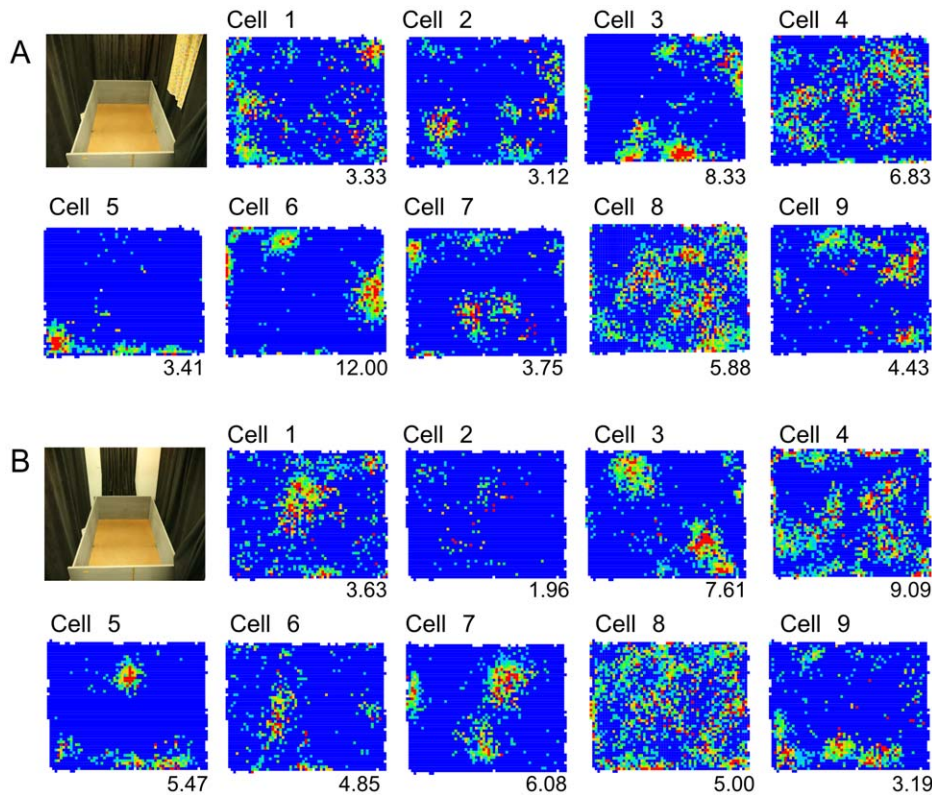 A
Cell 1
Cell 2
Cell 3
Cell 4
3.33
3.12
8.33
6.83
Cell 5
Cell 6
Cell 7
Cell 8
Cell 9
3.41
12.00
3.75
5.88
4.43
B
Cell 1
Cell 2
Cell 3
Cell 4
3.63
1.96
7.61
9.09
Cell 5
Cell 6
Cell 7
Cell 8
Cell 9
5.47
4.85
6.08
5.00
3.19